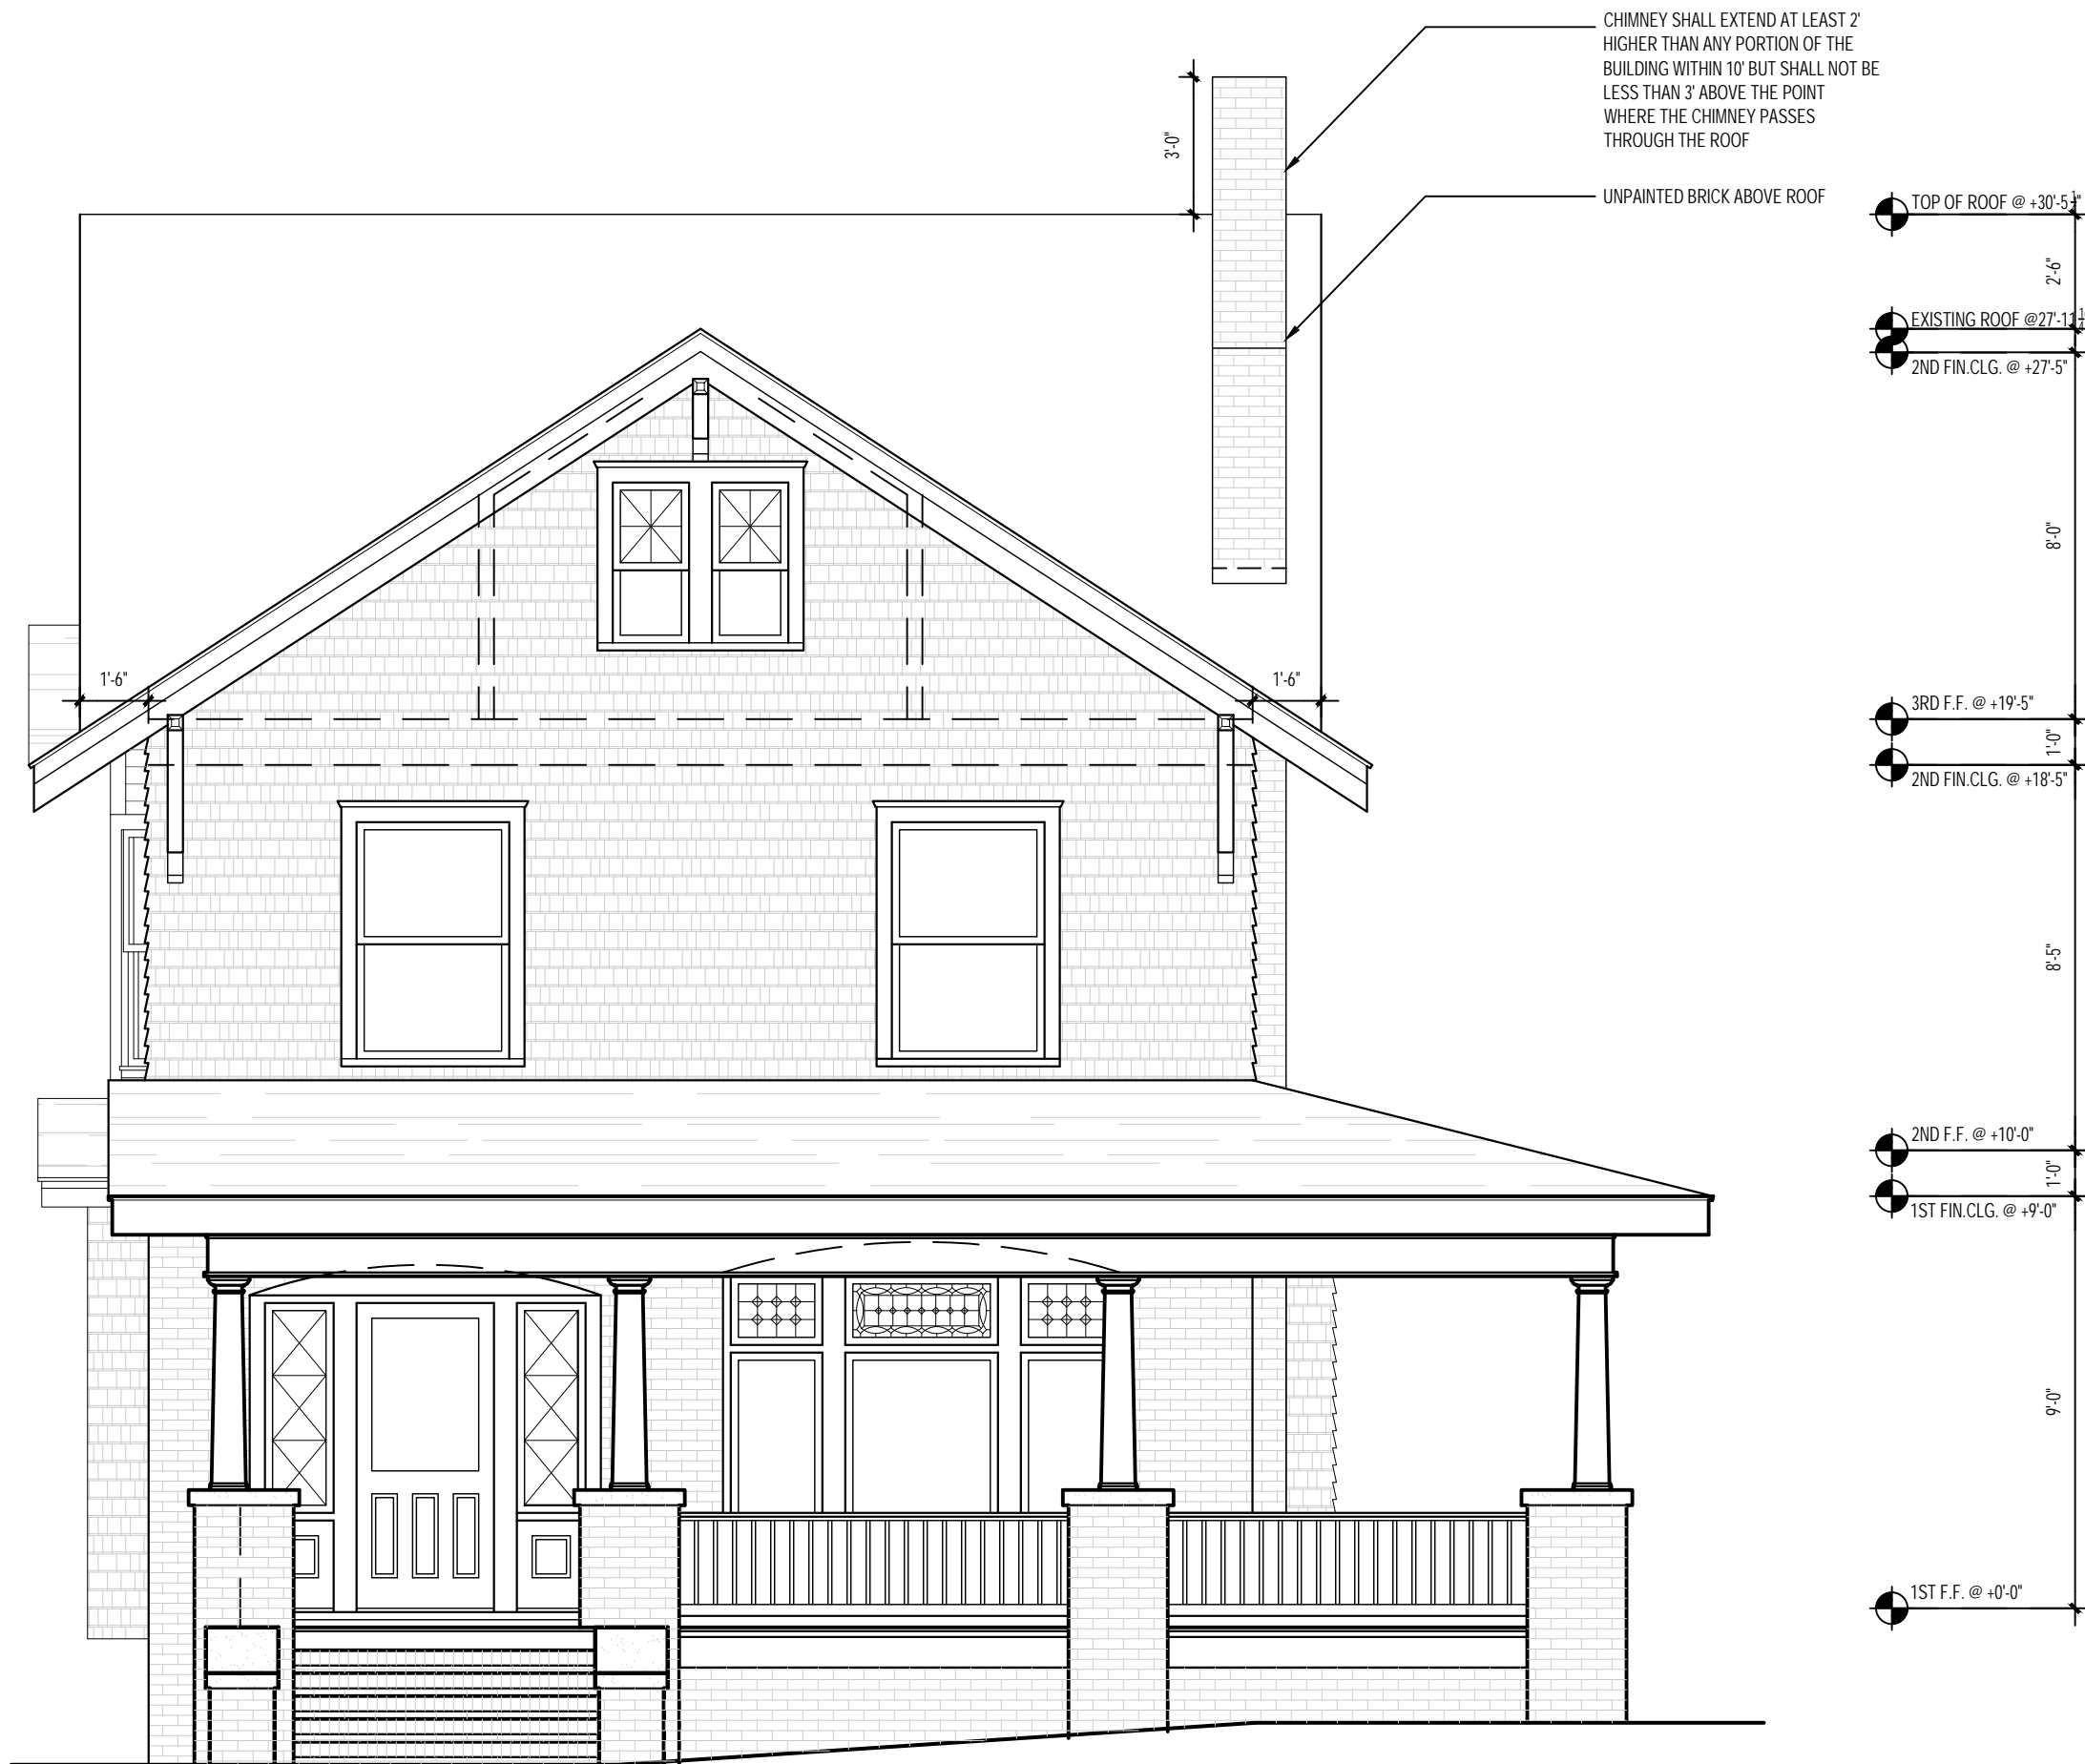 CHIMNEY SHALL EXTEND AT LEAST 2'
HIGHER THAN ANY PORTION OF THE
BUILDING WITHIN 10' BUT SHALL NOT BE
LESS THAN 3' ABOVE THE POINT
WHERE THE CHIMNEY PASSES
THROUGH THE ROOF
3'-0"
UNPAINTED BRICK ABOVE ROOF
TOP OF ROOF @
2'-6"
EXISTING ROOF
2ND FIN.CLG. @ +27'-5"
8'-0"
1'-6"
1'-6"
3RD F.F. @ +19'-5"
1'-0"
2ND FIN.CLG. @ +18'-5"
8'-5"
2ND F.F. @ +10'-0"
1'-0"
1ST FIN.CLG. @ +9'-0"
9'-0"
1ST F.F. @ +0'-0"